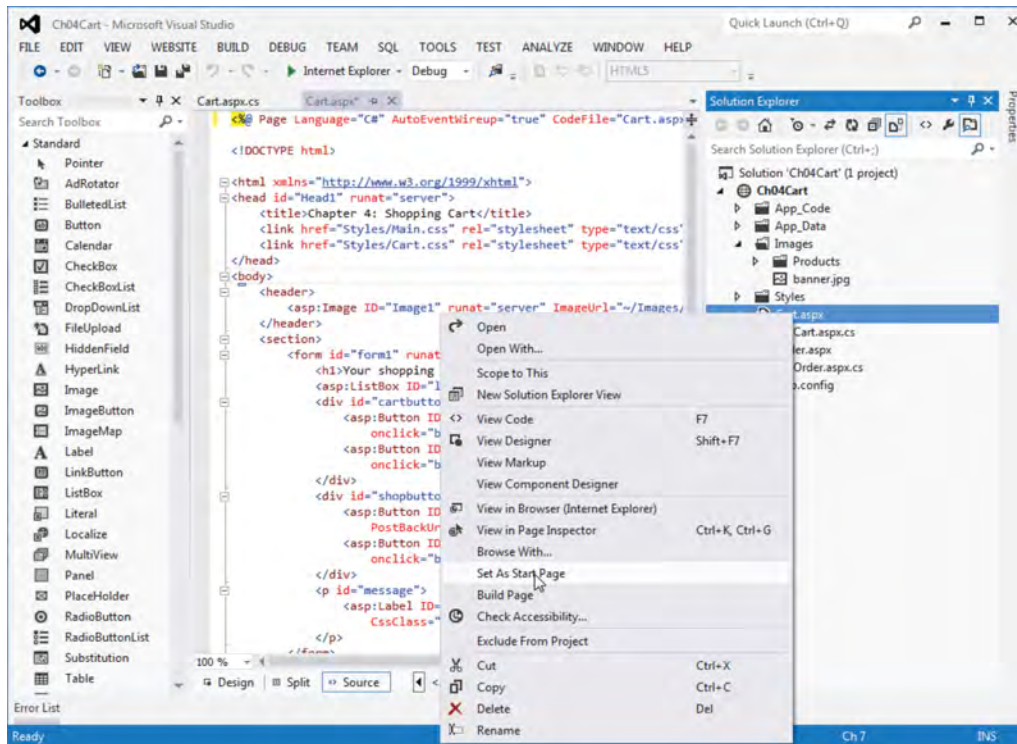 Ch04Cart - Microsoft Visual Studio
Quick Launch (Ctrl+Q)
FILE EDIT VIEW WEBSITE BUILD DEBUG TEAM SQL TOOLS TEST ANALYZE WINDOW HELP
Internet Explorer Debug HTML5
Toolbox
Search Toolbox
Standard
Pointer
AdRotator
BulletedList
Button
Calendar
CheckBox
CheckBoxList
DropDownList
FileUpload
HiddenField
HyperLink
Image
ImageButton
ImageMap
Label
LinkButton
ListBox
Literal
Localize
MultiView
Panel
PlaceHolder
RadioButton
RadioButtonList
Substitution
Table
Cart.aspx.cs Cart.aspx*
<%@ Page Language="C#" AutoEventWireup="true" CodeFile="Cart.asp
<!DOCTYPE html>
<html xmlns="http://www.w3.org/1999/xhtml">
<head id="Head1" runat="server">
<title>Chapter 4: Shopping Cart</title>
<link href="Styles/Main.css" rel="stylesheet" type="text/css"
<link href="Styles/Cart.css" rel="stylesheet" type="text/css"
</head>
<body>
<header>
<asp:Image ID="Image1" runat="server" ImageUrl="~/Images/
</header>
<section>
<form id="form1" runat
<h1>Your shopping
<asp:ListBox ID="l
<div id="cartbutto
<asp:Button ID
onclick="b
<asp:Button ID
onclick="b
</div>
<div id="shopbutto
<asp:Button ID
PostBackUr
<asp:Button ID
onclick="b
</div>
<p id="message">
<asp:Label ID=
CssClass="
</p>
</form>
100 %
Design Split Source <
Solution Explorer
Search Solution Explorer (Ctrl+;)
Solution 'Ch04Cart' (1 project)
Ch04Cart
App_Code
App_Data
Images
Products
banner.jpg
Styles
Cart.aspx
Cart.aspx.cs
er.aspx
Order.aspx.cs
.config
Properties
Open
Open With...
Scope to This
New Solution Explorer View
View Code F7
View Designer Shift+F7
View Markup
View Component Designer
View in Browser (Internet Explorer)
View in Page Inspector Ctrl+K, Ctrl+G
Browse With...
Set As Start Page
Build Page
Check Accessibility...
Exclude From Project
Cut Ctrl+X
Copy Ctrl+C
Delete Del
Rename
Error List
Ready Ch 7 INS